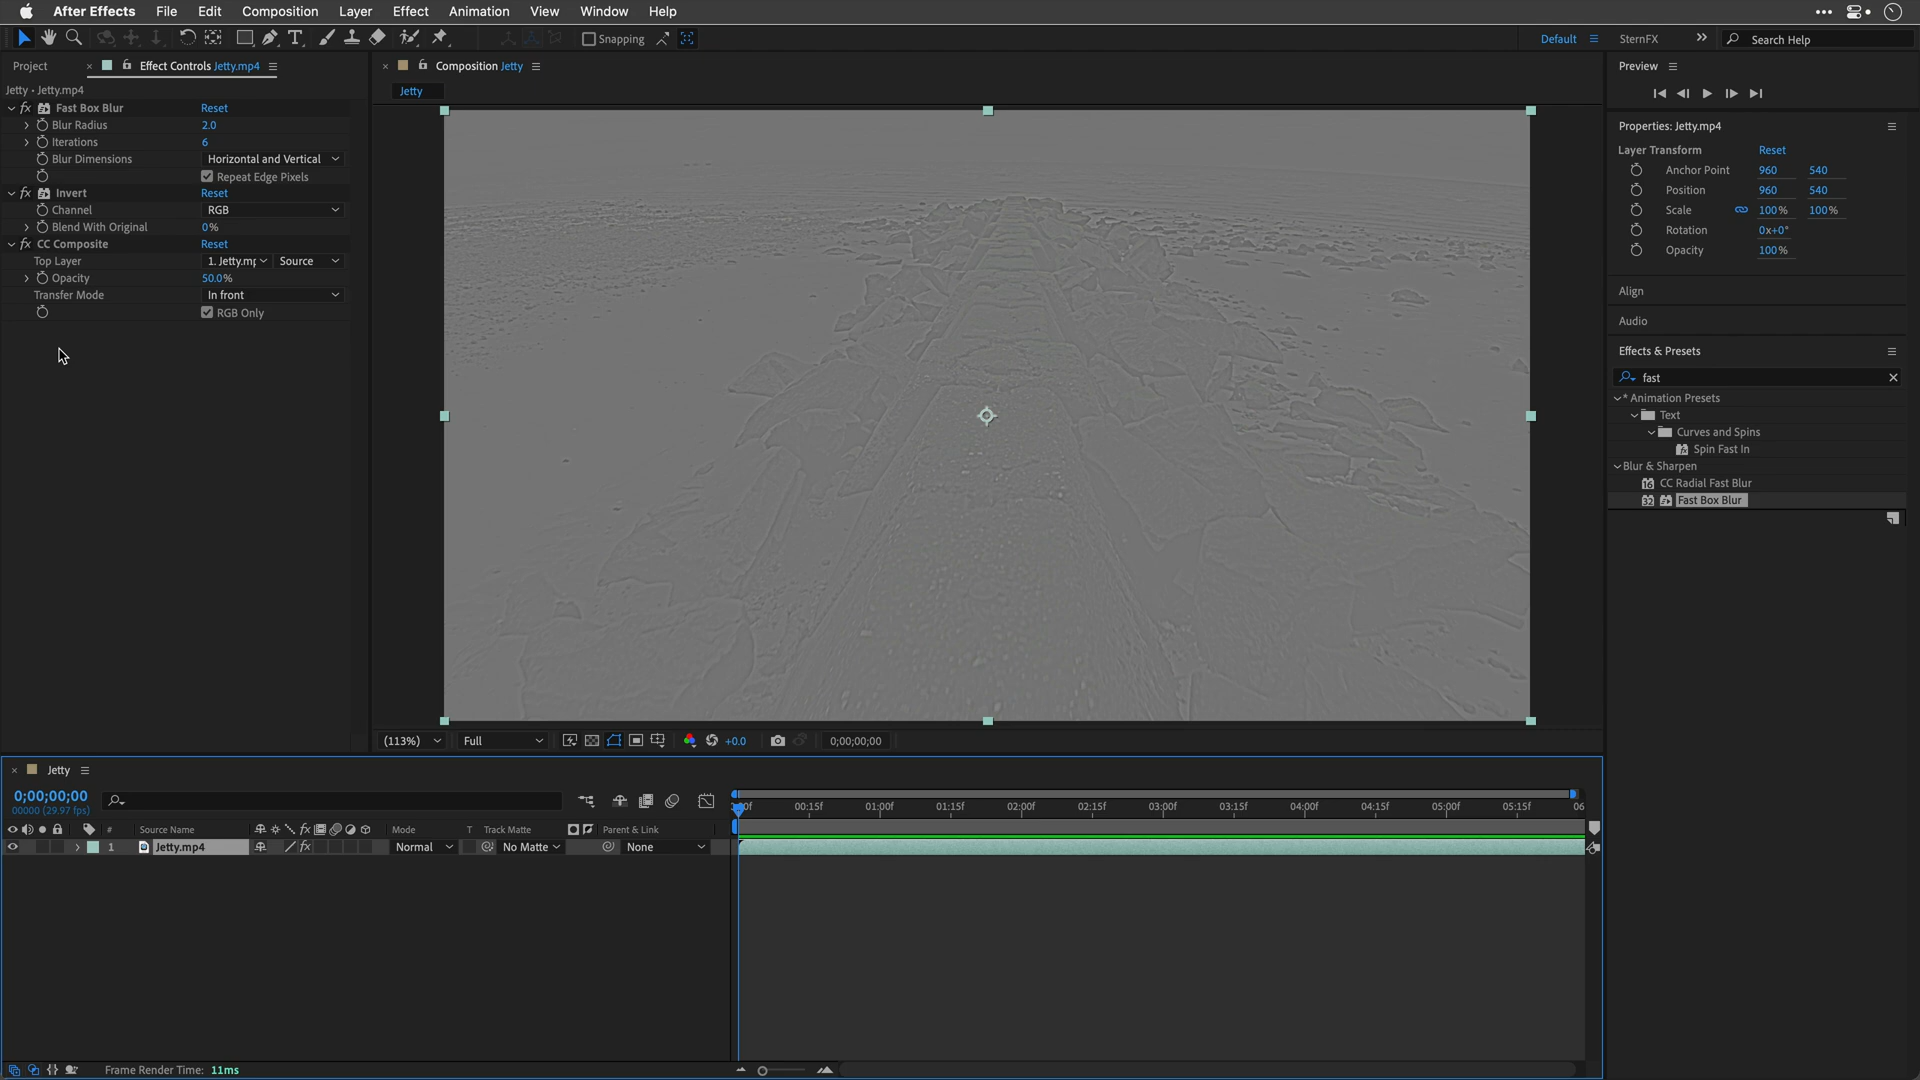 After Effects File Edit Composition Layer Effect Animation View Window Help
Snapping
Default
SternFX
Search Help
Project
Effect Controls Jetty.mp4
Jetty • Jetty.mp4
fx Fast Box Blur Reset
Blur Radius 2.0
Iterations 6
Blur Dimensions Horizontal and Vertical
Repeat Edge Pixels
fx Invert Reset
Channel RGB
Blend With Original 0%
fx CC Composite Reset
Top Layer 1. Jetty.mp Source
Opacity 50.0%
Transfer Mode In front
RGB Only
Composition Jetty
Jetty
(113%) Full +0.0 0;00;00;00
Preview
Properties: Jetty.mp4
Layer Transform Reset
Anchor Point 960 540
Position 960 540
Scale 100% 100%
Rotation 0x+0°
Opacity 100%
Align
Audio
Effects & Presets
fast
* Animation Presets
Text
Curves and Spins
Spin Fast In
Blur & Sharpen
16 CC Radial Fast Blur
32 Fast Box Blur
Jetty
0;00;00;00
00000 (29.97 fps)
00f 00:15f 01:00f 01:15f 02:00f 02:15f 03:00f 03:15f 04:00f 04:15f 05:00f 05:15f 06
# Source Name fx Mode T Track Matte Parent & Link
1 Jetty.mp4 fx Normal No Matte None
Frame Render Time: 11ms